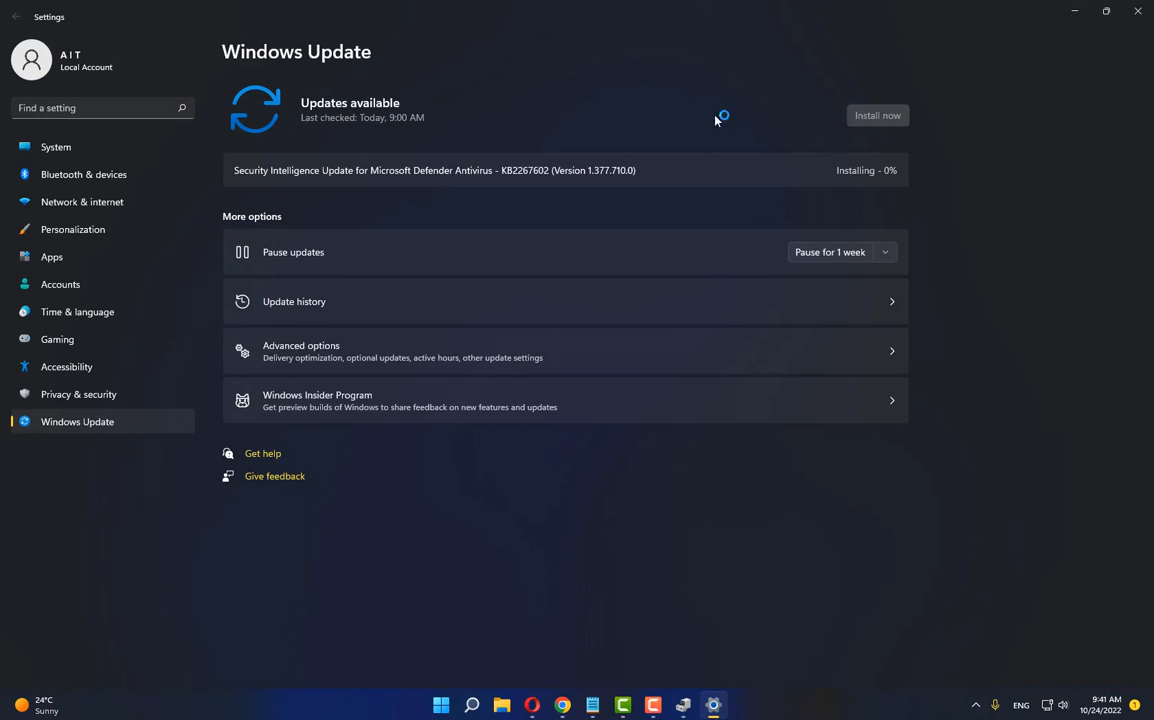 Settings
A I T
Local Account
Find a setting
System
Bluetooth & devices
Network & internet
Personalization
Apps
Accounts
Time & language
Gaming
Accessibility
Privacy & security
Windows Update
Windows Update
Updates available
Last checked: Today, 9:00 AM
Install now
Security Intelligence Update for Microsoft Defender Antivirus - KB2267602 (Version 1.377.710.0)
Installing - 0%
More options
Pause updates
Pause for 1 week
Update history
Advanced options
Delivery optimization, optional updates, active hours, other update settings
Windows Insider Program
Get preview builds of Windows to share feedback on new features and updates
Get help
Give feedback
24°C
Sunny
ENG
9:41 AM
10/24/2022
1